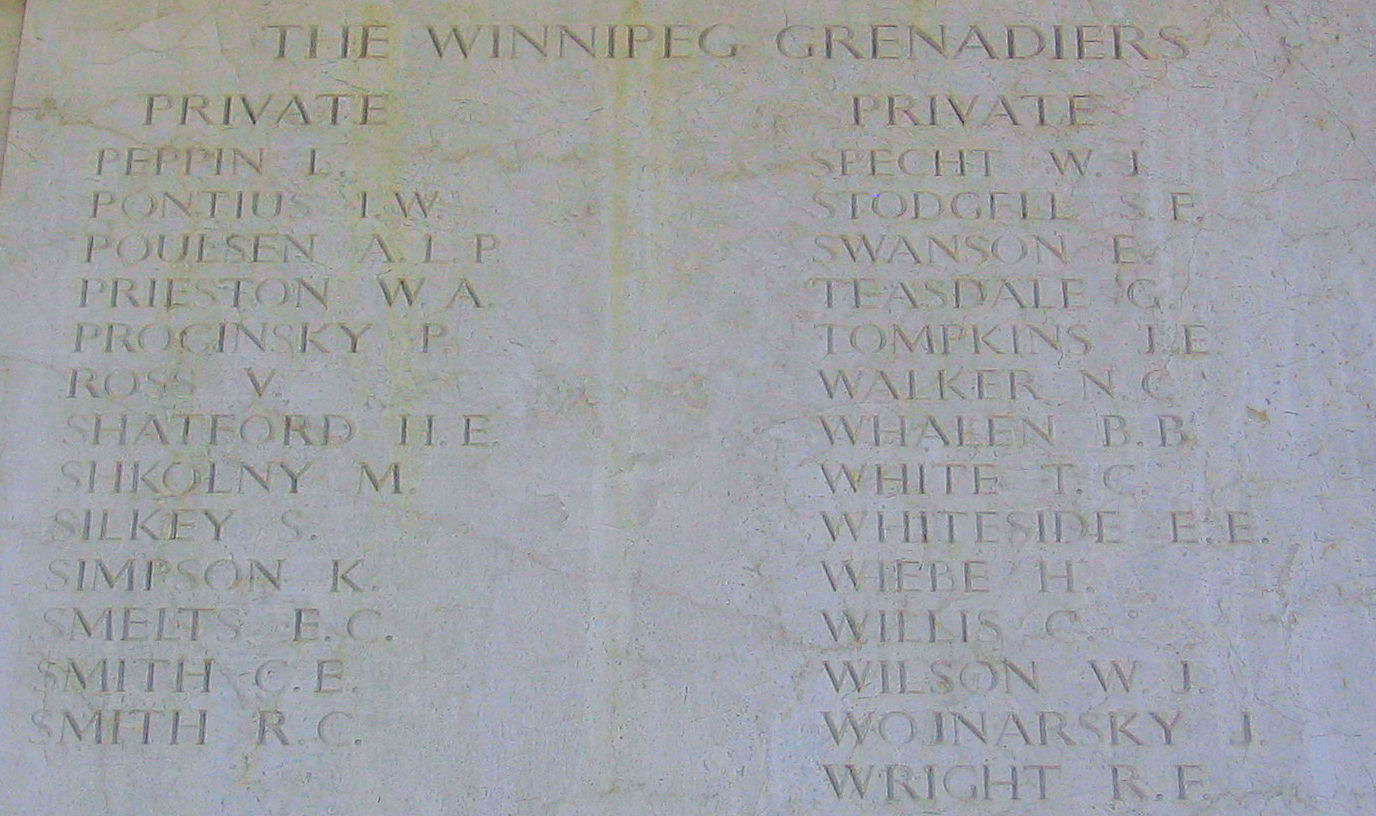 THE WINNIPEG GRENADIERS
PRIVATE
PEPPIN L.
PONTIUS I.W.
POULSEN A.L.P.
PRIESTON W.A.
PROCINSKY P.
ROSS V.
SHATFORD H.E.
SHKOLNY M.
SILKEY S.
SIMPSON K.
SMELTS E.C.
SMITH C.E.
SMITH R.C.
PRIVATE
SPECHT W.J.
STODGELL S.F.
SWANSON E.
TEASDALE G.
TOMPKINS J.E.
WALKER N.C.
WHALEN B.B.
WHITE T.C.
WHITESIDE E.E.
WIEBE H.
WILLIS C.
WILSON W.J.
WOJNARSKY J.
WRIGHT R.F.